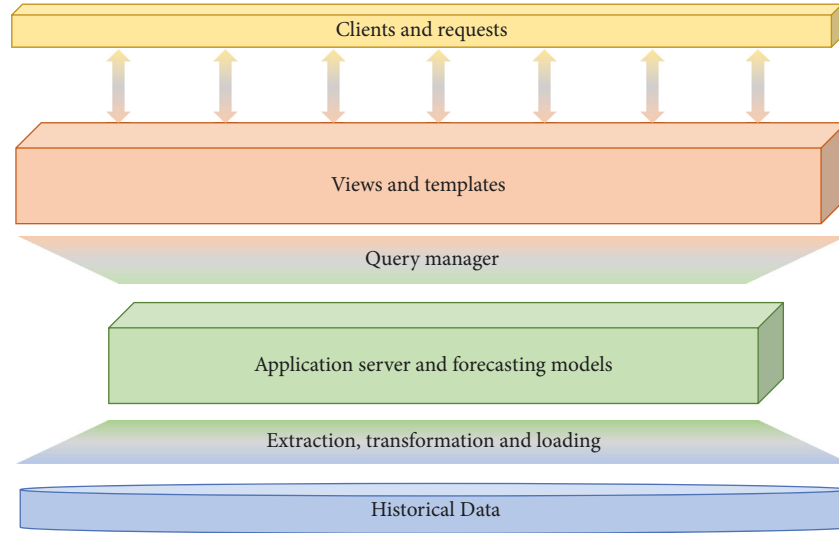 Clients and requests
Views and templates
Query manager
Application server and forecasting models
Extraction, transformation and loading
Historical Data